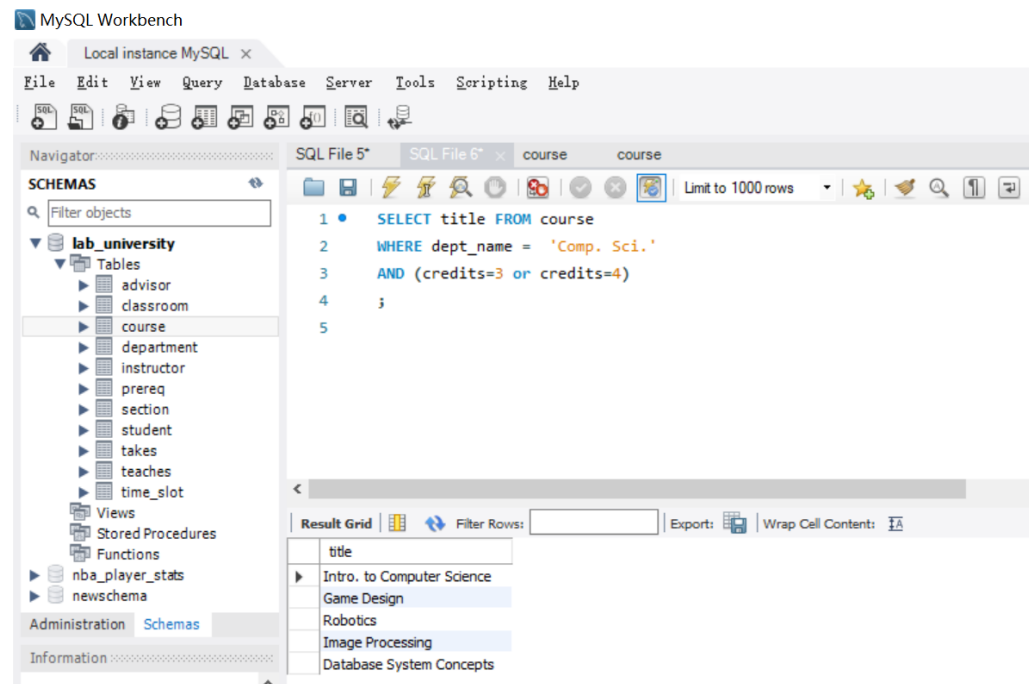 MySQL Workbench
Local instance MySQL ×
File Edit View Query Database Server Tools Scripting Help
SQL SQL
Navigator
SCHEMAS
Filter objects
lab_university
Tables
advisor
classroom
course
department
instructor
prereq
section
student
takes
teaches
time_slot
Views
Stored Procedures
Functions
nba_player_stats
newschema
Administration Schemas
Information
SQL File 5* SQL File 6* × course course
Limit to 1000 rows
1 SELECT title FROM course
2 WHERE dept_name = 'Comp. Sci.'
3 AND (credits=3 or credits=4)
4 ;
5
Result Grid Filter Rows: Export: Wrap Cell Content:
title
Intro. to Computer Science
Game Design
Robotics
Image Processing
Database System Concepts